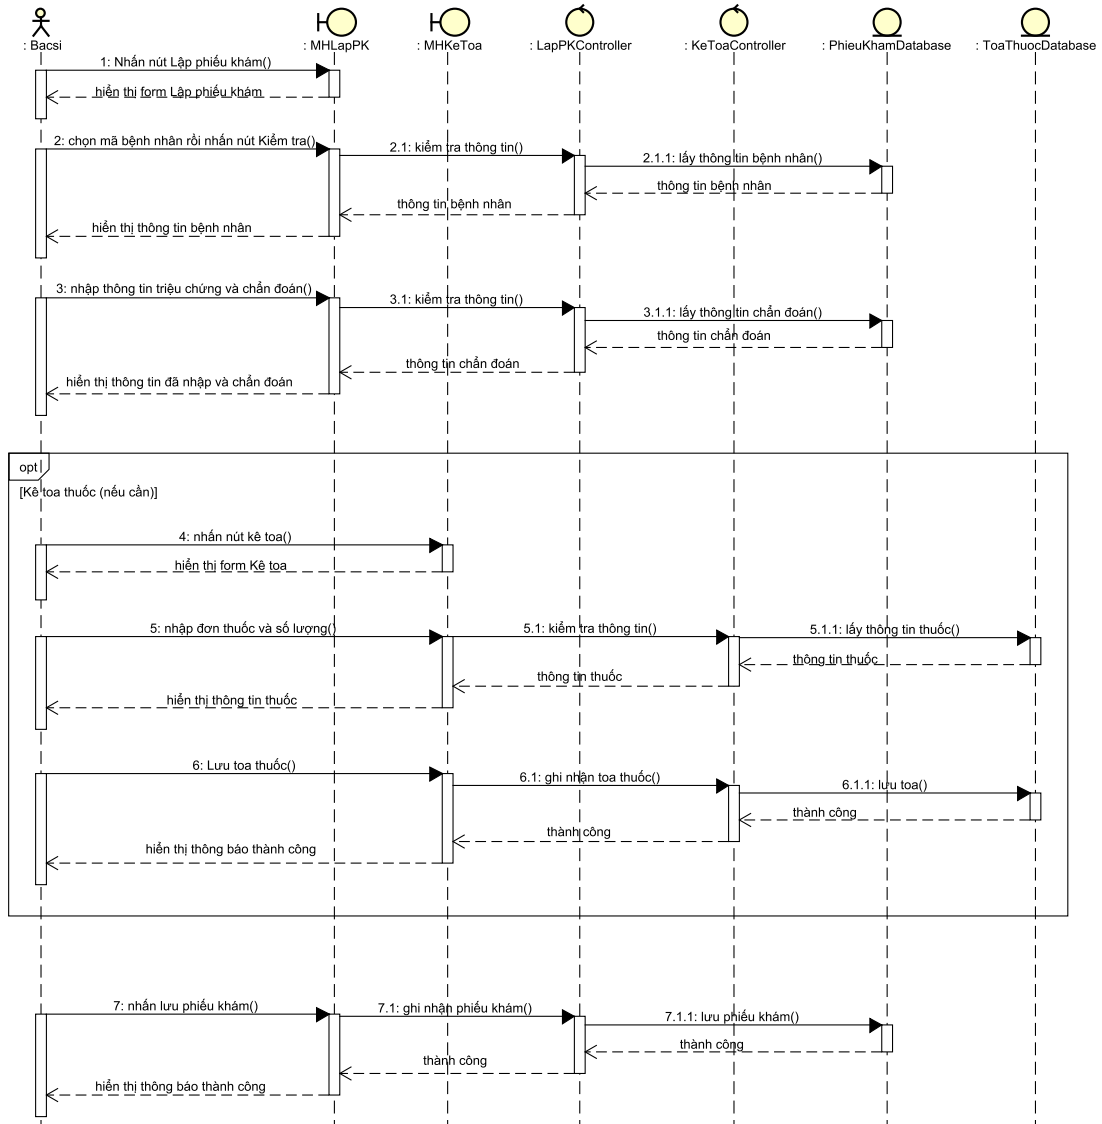 : Bacsi
: MHLapPK
: MHKeToa
: LapPKController
: KeToaController
: PhieuKhamDatabase
: ToaThuocDatabase
1: Nhấn nút Lập phiếu khám()
hiển thị form Lập phiếu khám
2: chọn mã bệnh nhân rồi nhấn nút Kiểm tra()
2.1: kiểm tra thông tin()
2.1.1: lấy thông tin bệnh nhân()
thông tin bệnh nhân
thông tin bệnh nhân
hiển thị thông tin bệnh nhân
3: nhập thông tin triệu chứng và chẩn đoán()
3.1: kiểm tra thông tin()
3.1.1: lấy thông tin chẩn đoán()
thông tin chẩn đoán
thông tin chẩn đoán
hiển thị thông tin đã nhập và chẩn đoán
opt
[Kê toa thuốc (nếu cần)]
4: nhấn nút kê toa()
hiển thị form Kê toa
5: nhập đơn thuốc và số lượng()
5.1: kiểm tra thông tin()
5.1.1: lấy thông tin thuốc()
thông tin thuốc
thông tin thuốc
hiển thị thông tin thuốc
6: Lưu toa thuốc()
6.1: ghi nhận toa thuốc()
6.1.1: lưu toa()
thành công
thành công
hiển thị thông báo thành công
7: nhấn lưu phiếu khám()
7.1: ghi nhận phiếu khám()
7.1.1: lưu phiếu khám()
thành công
thành công
hiển thị thông báo thành công